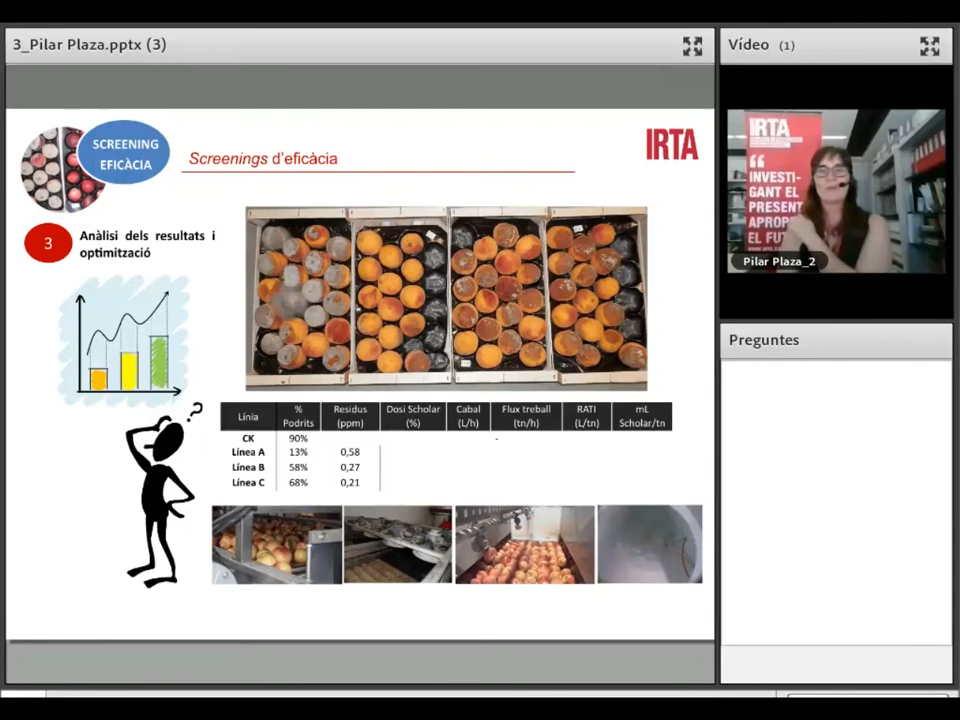 3_Pilar Plaza.pptx (3)
Vídeo (1)
SCREENING
EFICÀCIA
Screenings d'eficàcia
IRTA
3
Anàlisi dels resultats i
optimització
?
Línia % Podrits Residus (ppm) Dosi Scholar (%) Cabal (L/h) Flux treball (tn/h) RATI (L/tn) mL Scholar/tn
CK 90% -
Línea A 13% 0,58
Línea B 58% 0,27
Línea C 68% 0,21
IRTA
INVESTI-
GANT EL
PRESENT
APROP
EL FU
Pilar Plaza_2
Preguntes